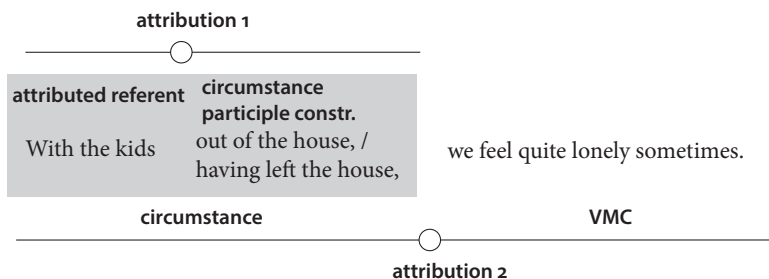 attribution 1
attributed referent
circumstance
participle constr.
With the kids
out of the house, /
having left the house,
we feel quite lonely sometimes.
circumstance
VMC
attribution 2